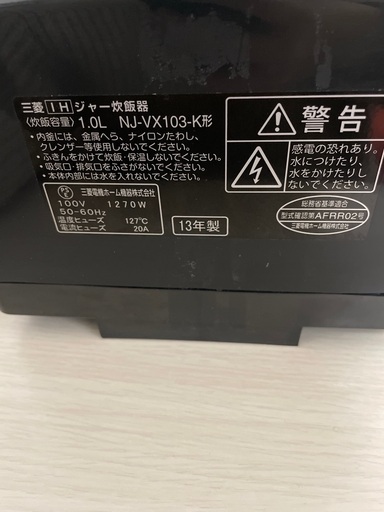 三菱IHジャー炊飯器
〈炊飯容量〉1.0L NJ-VX103-K形
・内釜には、金属へら、ナイロンたわし、
クレンザー等使用しないでください。
・ふきんをかけて炊飯・保温しないでください。
・吸気口・排気口をふさがないでください。
・本体内部には水を入れないでください。
PS
E
三菱電機ホーム機器株式会社
100V 1270W
50-60Hz
温度ヒューズ 127℃
電流ヒューズ 20A
13年製
警告
感電の恐れあり。
水につけたり、
水をかけたり
しないでください。
総務省基準適合
型式確認第AFRR02号
三菱電機ホーム機器株式会社